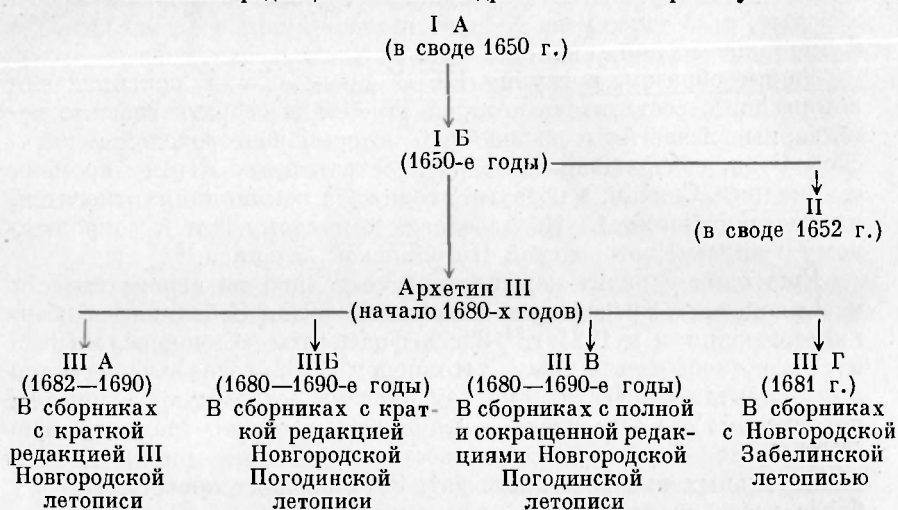 I А
(в своде 1650 г.)
I Б
(1650-е годы)
II
(в своде 1652 г.)
Архетип III
(начало 1680-х годов)
III А
(1682—1690)
В сборниках
с краткой
редакцией III
Новгородской
летописи
IIIБ
(1680—1690-е годы)
В сборниках с крат-
кой редакцией
Новгородской
Погодинской
летописи
III В
(1680—1690-е годы)
В сборниках с полной
и сокращенной редак-
циями Новгородской
Погодинской
летописи
III Г
(1681 г.)
В сборниках
с Новгородской
Забелинской
летописью